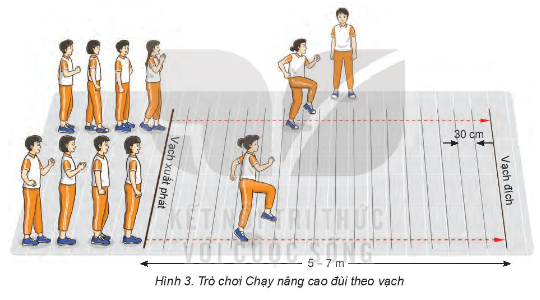 30 cm
Vạch xuất phát
Vạch đích
KẾT NỐI TRI THỨC
VỚI CUỘC SỐNG
5 - 7 m
Hình 3. Trò chơi Chạy nâng cao đùi theo vạch